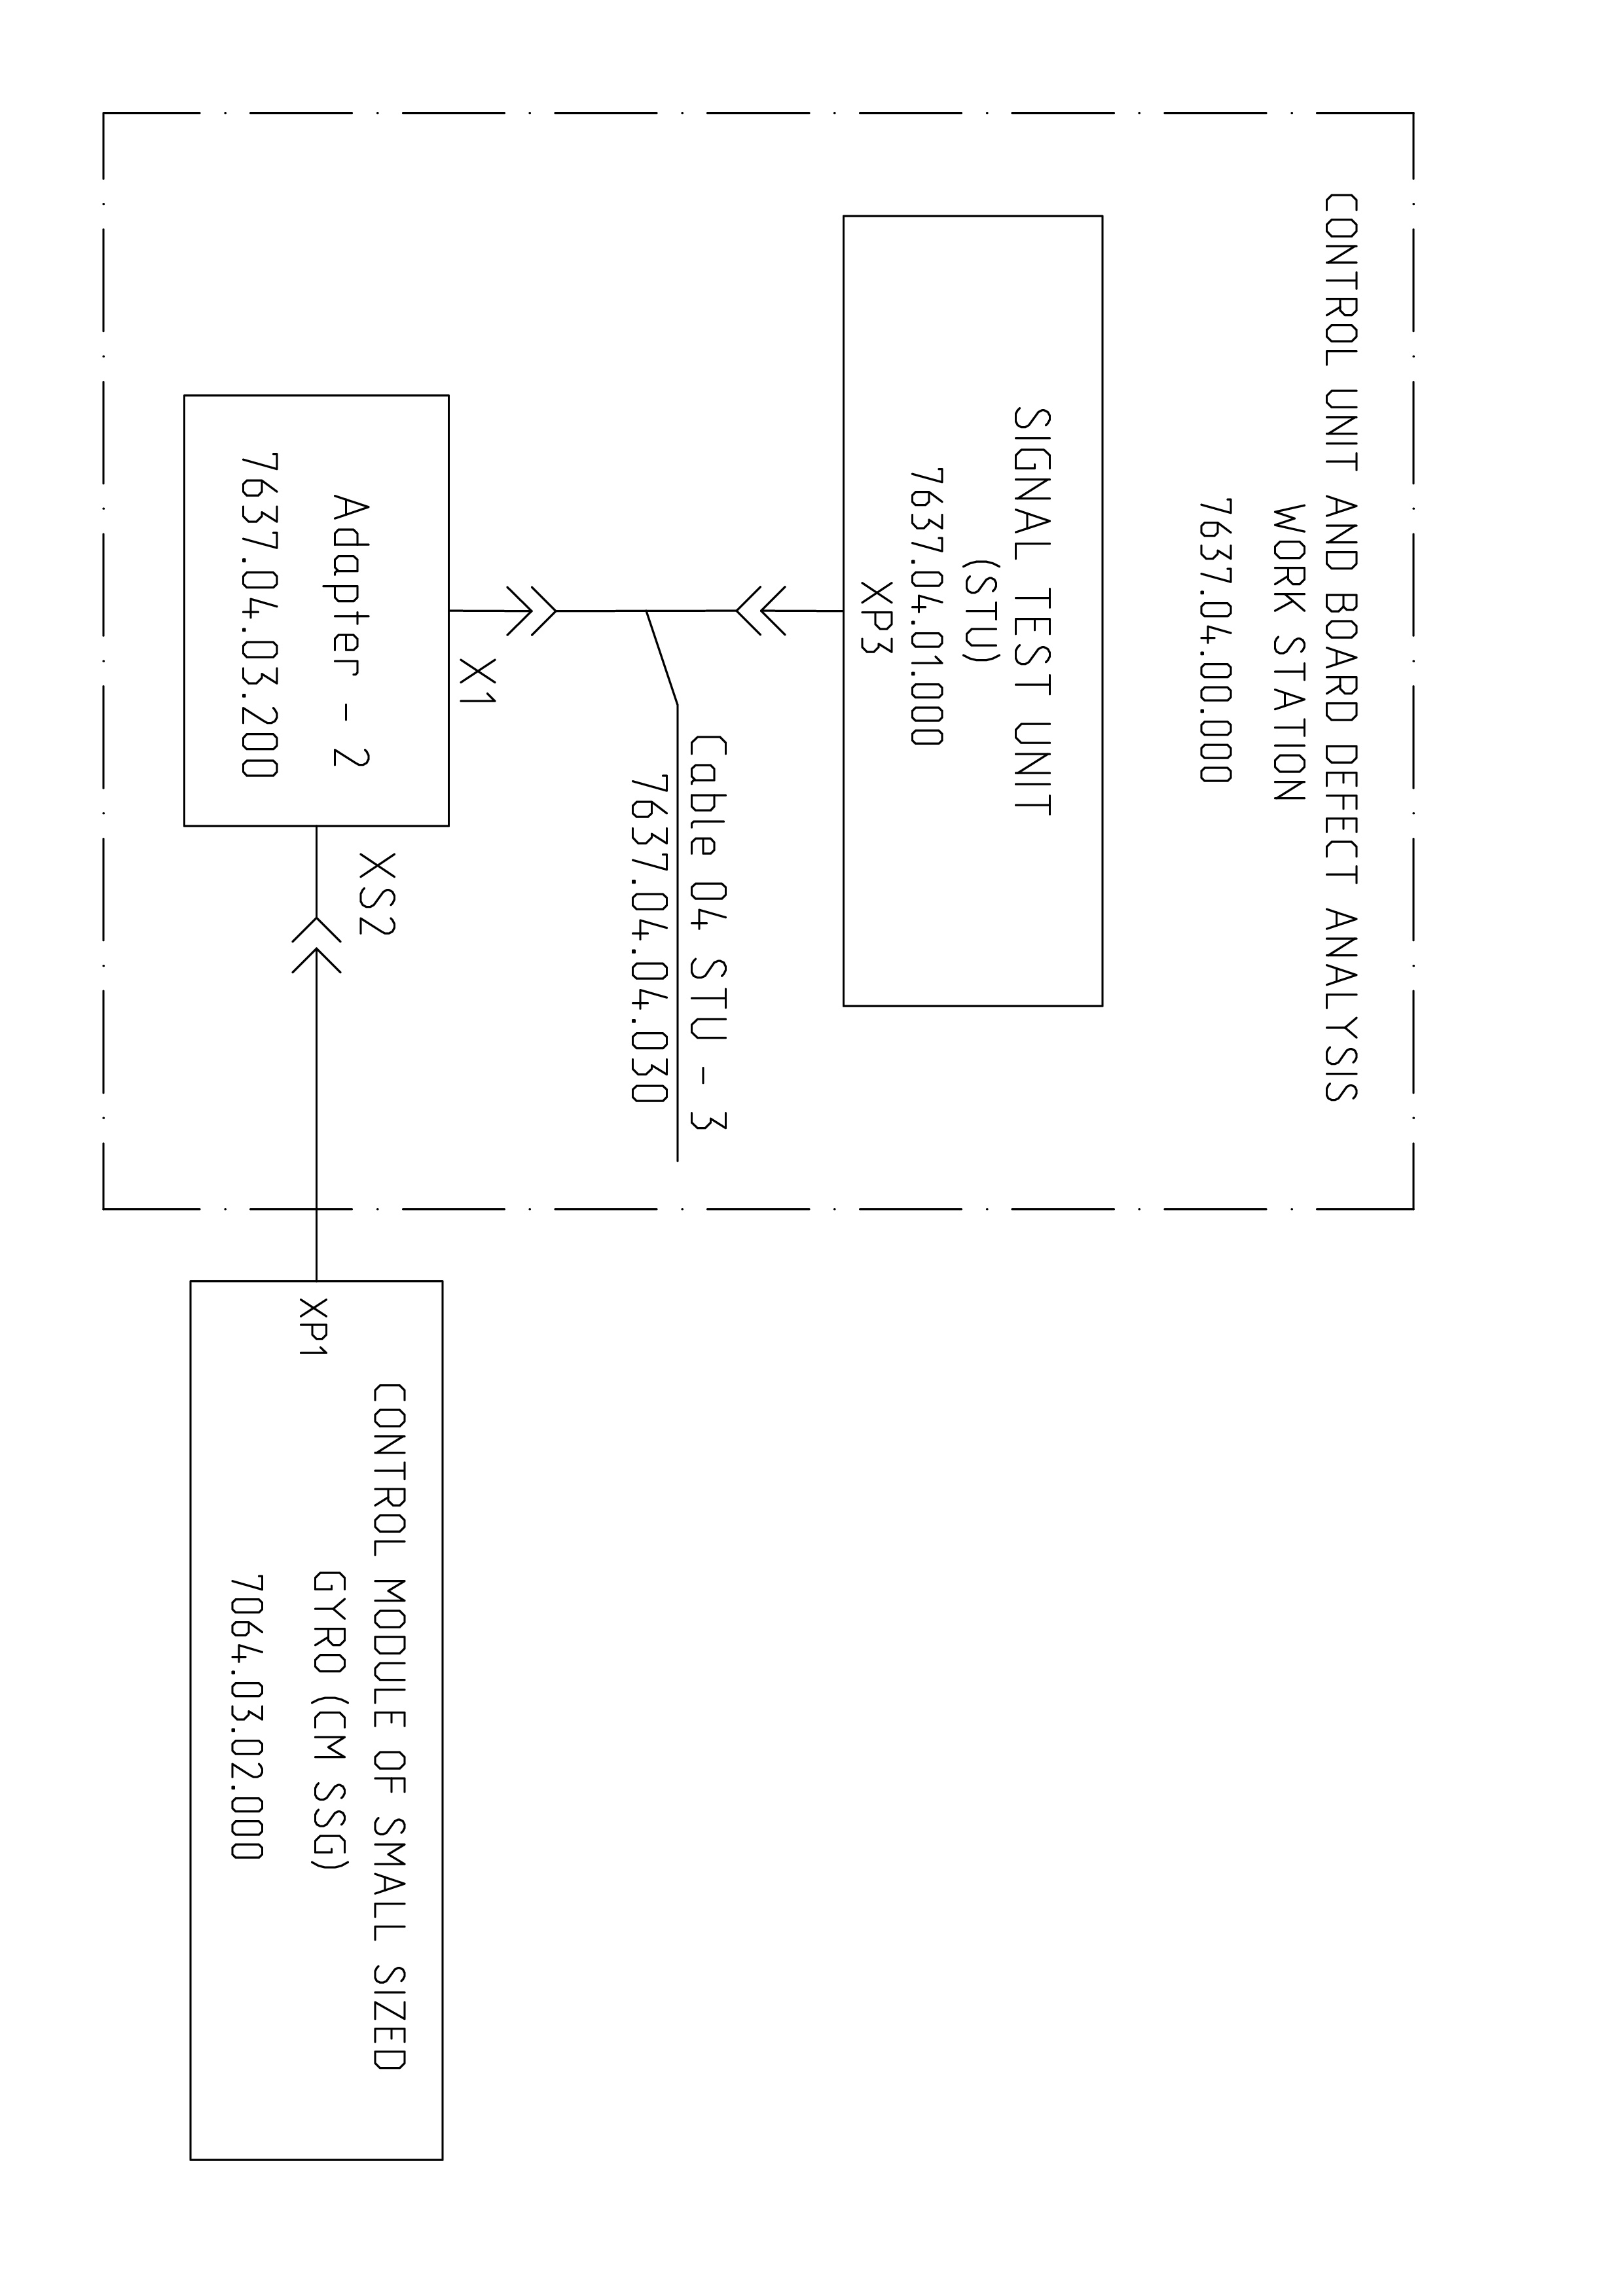 CONTROL UNIT AND BOARD DEFECT ANALYSIS
WORK STATION
7637.04.00.000
SIGNAL TEST UNIT
(STU)
7637.04.01.000
XP3
Cable 04 STU - 3
7637.04.04.030
X1
Adapter - 2
7637.04.03.200
XS2
XP1
CONTROL MODULE OF SMALL SIZED
GYRO (CM SSG)
7064.03.02.000